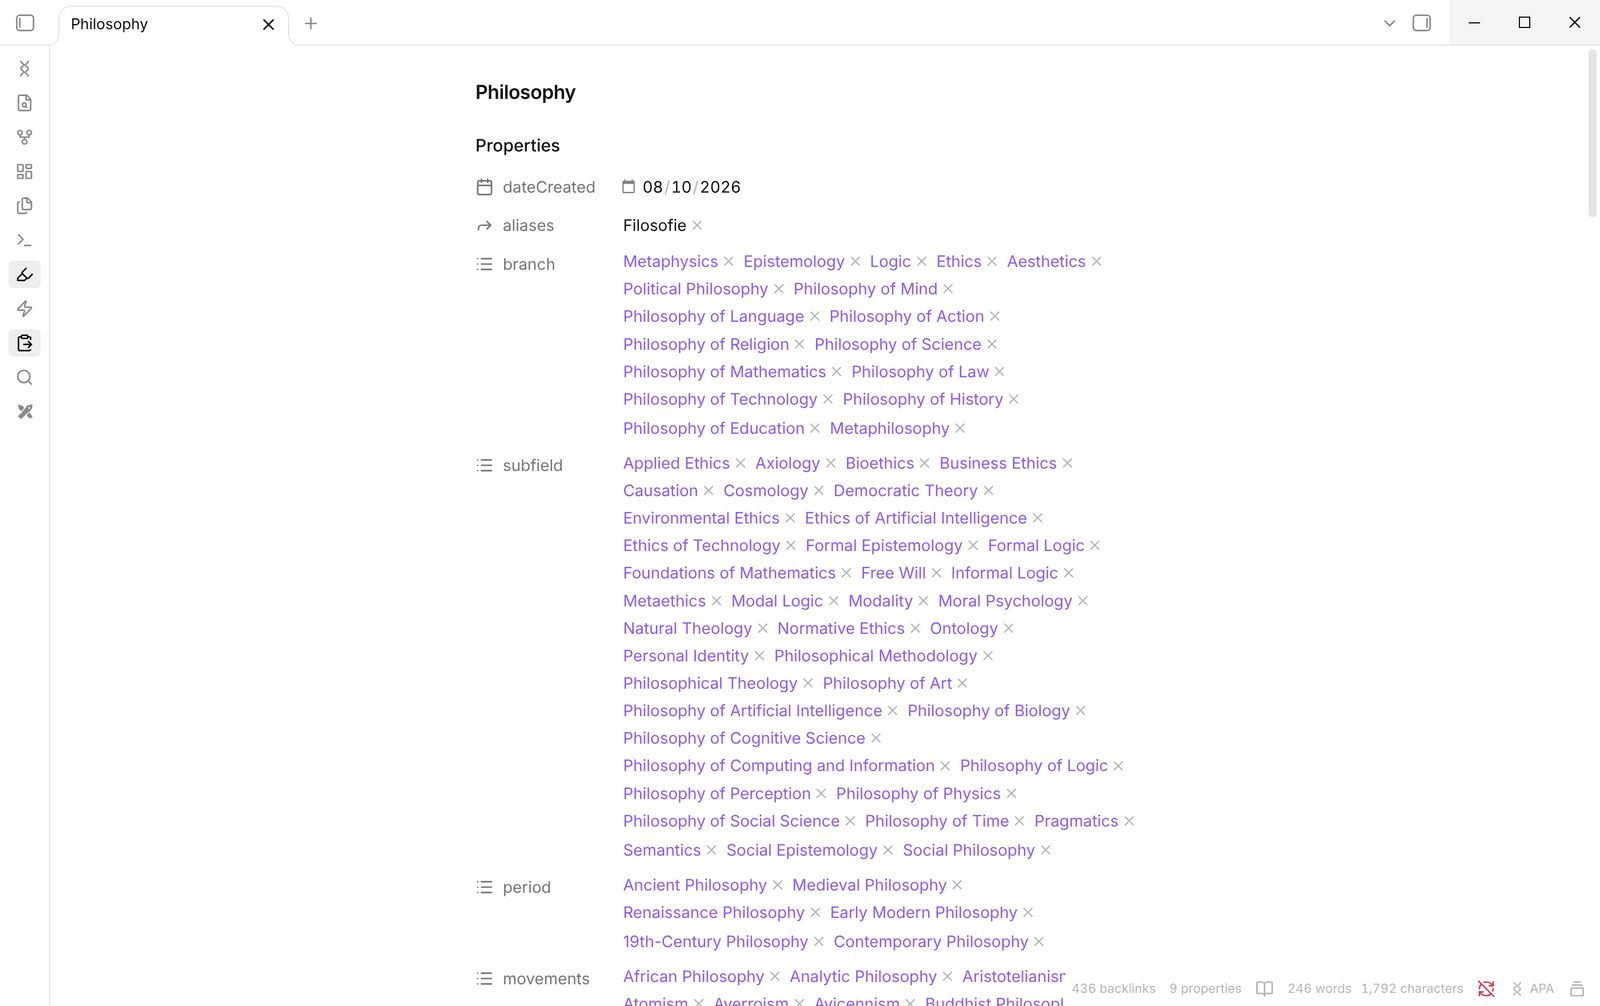 Philosophy
Philosophy
Properties
dateCreated 08/10/2026
aliases Filosofie
branch Metaphysics Epistemology Logic Ethics Aesthetics
Political Philosophy Philosophy of Mind
Philosophy of Language Philosophy of Action
Philosophy of Religion Philosophy of Science
Philosophy of Mathematics Philosophy of Law
Philosophy of Technology Philosophy of History
Philosophy of Education Metaphilosophy
subfield Applied Ethics Axiology Bioethics Business Ethics
Causation Cosmology Democratic Theory
Environmental Ethics Ethics of Artificial Intelligence
Ethics of Technology Formal Epistemology Formal Logic
Foundations of Mathematics Free Will Informal Logic
Metaethics Modal Logic Modality Moral Psychology
Natural Theology Normative Ethics Ontology
Personal Identity Philosophical Methodology
Philosophical Theology Philosophy of Art
Philosophy of Artificial Intelligence Philosophy of Biology
Philosophy of Cognitive Science
Philosophy of Computing and Information Philosophy of Logic
Philosophy of Perception Philosophy of Physics
Philosophy of Social Science Philosophy of Time Pragmatics
Semantics Social Epistemology Social Philosophy
period Ancient Philosophy Medieval Philosophy
Renaissance Philosophy Early Modern Philosophy
19th-Century Philosophy Contemporary Philosophy
movements African Philosophy Analytic Philosophy
Atomism Averroism Avicennism Buddhist
436 backlinks 9 properties 246 words 1,792 characters APA